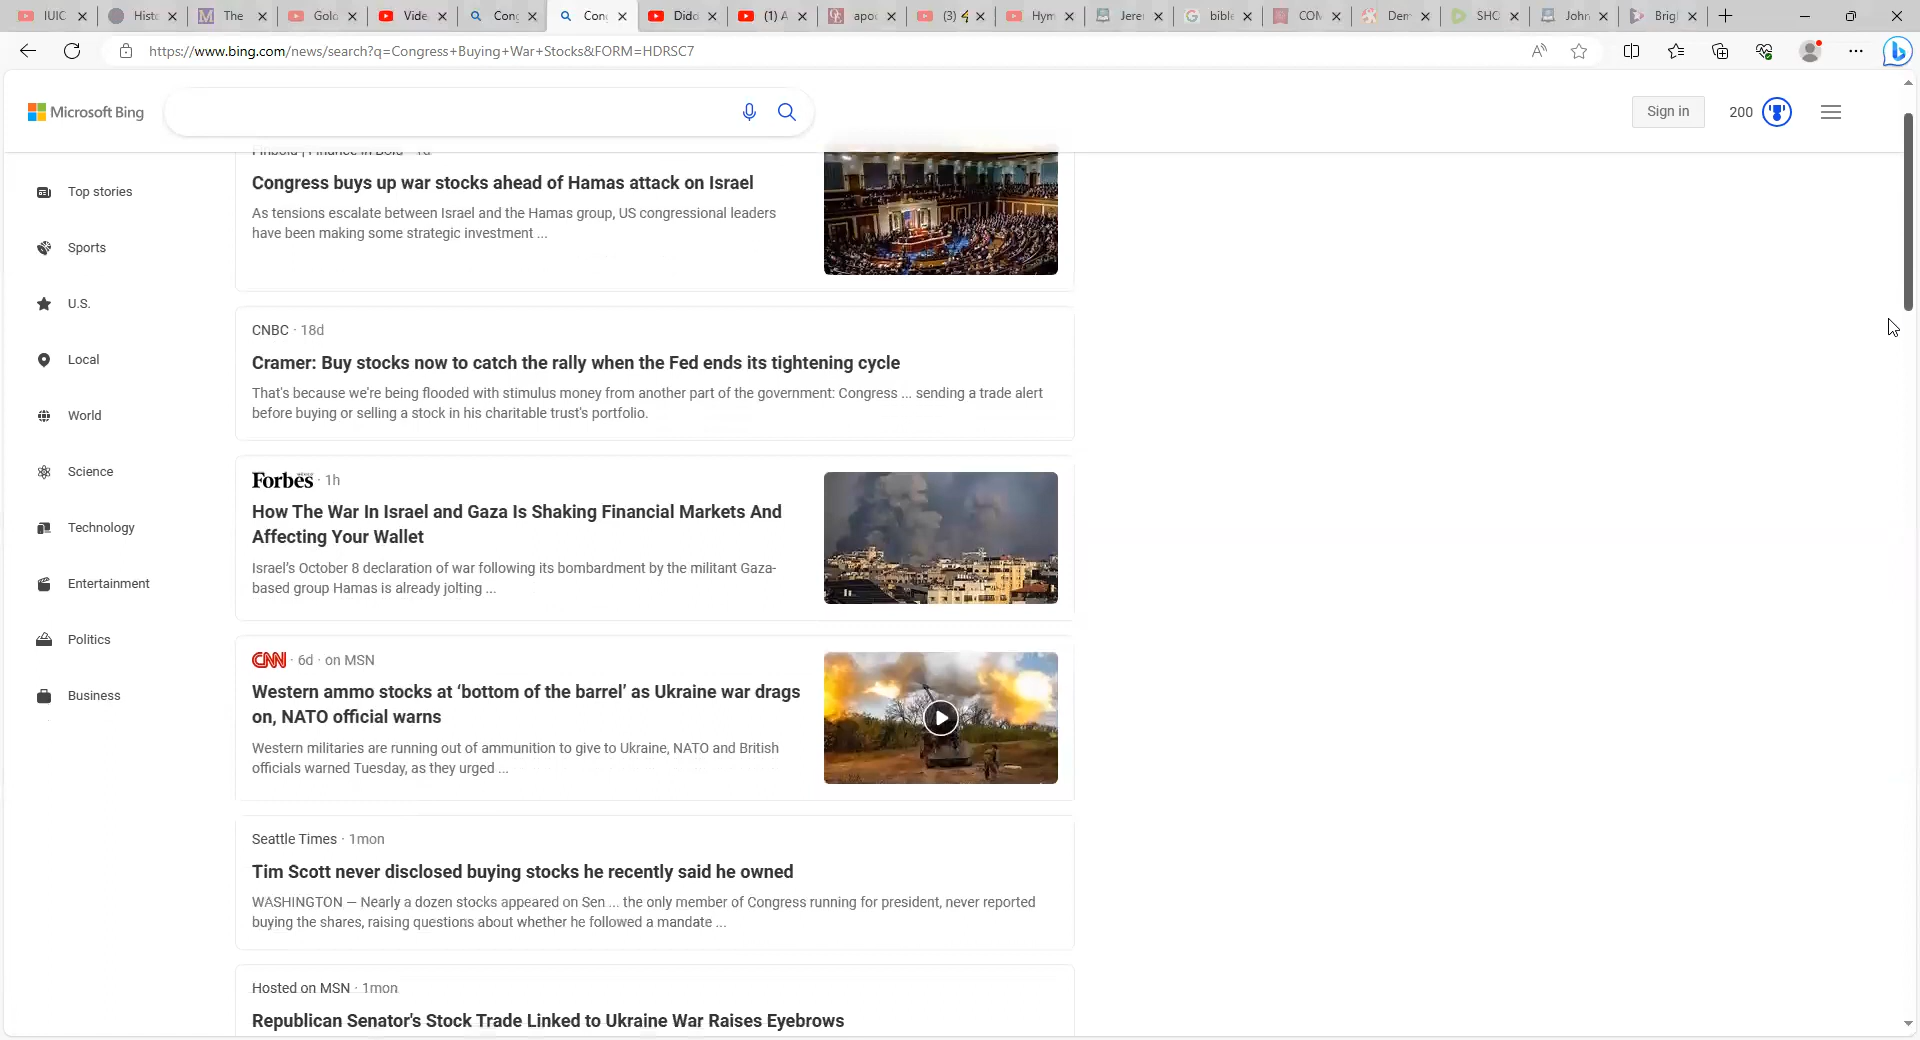 IUIC
Histo
The
Gold
Vide
Cong
Cong
Didd
(1) A
apoc
(3)
Hym
Jerem
bible
COM
Dem
SHO
John
Brigh
https://www.bing.com/news/search?q=Congress+Buying+War+Stocks&FORM=HDRSC7
Microsoft Bing
Sign in
200
Top stories
Sports
U.S.
Local
World
Science
Technology
Entertainment
Politics
Business
Finbold | Finance in Bold · 1d
Congress buys up war stocks ahead of Hamas attack on Israel
As tensions escalate between Israel and the Hamas group, US congressional leaders
have been making some strategic investment ...
CNBC · 18d
Cramer: Buy stocks now to catch the rally when the Fed ends its tightening cycle
That's because we're being flooded with stimulus money from another part of the government: Congress ... sending a trade alert
before buying or selling a stock in his charitable trust's portfolio.
Forbes · 1h
How The War In Israel and Gaza Is Shaking Financial Markets And
Affecting Your Wallet
Israel's October 8 declaration of war following its bombardment by the militant Gaza-
based group Hamas is already jolting ...
CNN · 6d · on MSN
Western ammo stocks at ‘bottom of the barrel’ as Ukraine war drags
on, NATO official warns
Western militaries are running out of ammunition to give to Ukraine, NATO and British
officials warned Tuesday, as they urged ...
Seattle Times · 1mon
Tim Scott never disclosed buying stocks he recently said he owned
WASHINGTON — Nearly a dozen stocks appeared on Sen ... the only member of Congress running for president, never reported
buying the shares, raising questions about whether he followed a mandate ...
Hosted on MSN · 1mon
Republican Senator's Stock Trade Linked to Ukraine War Raises Eyebrows